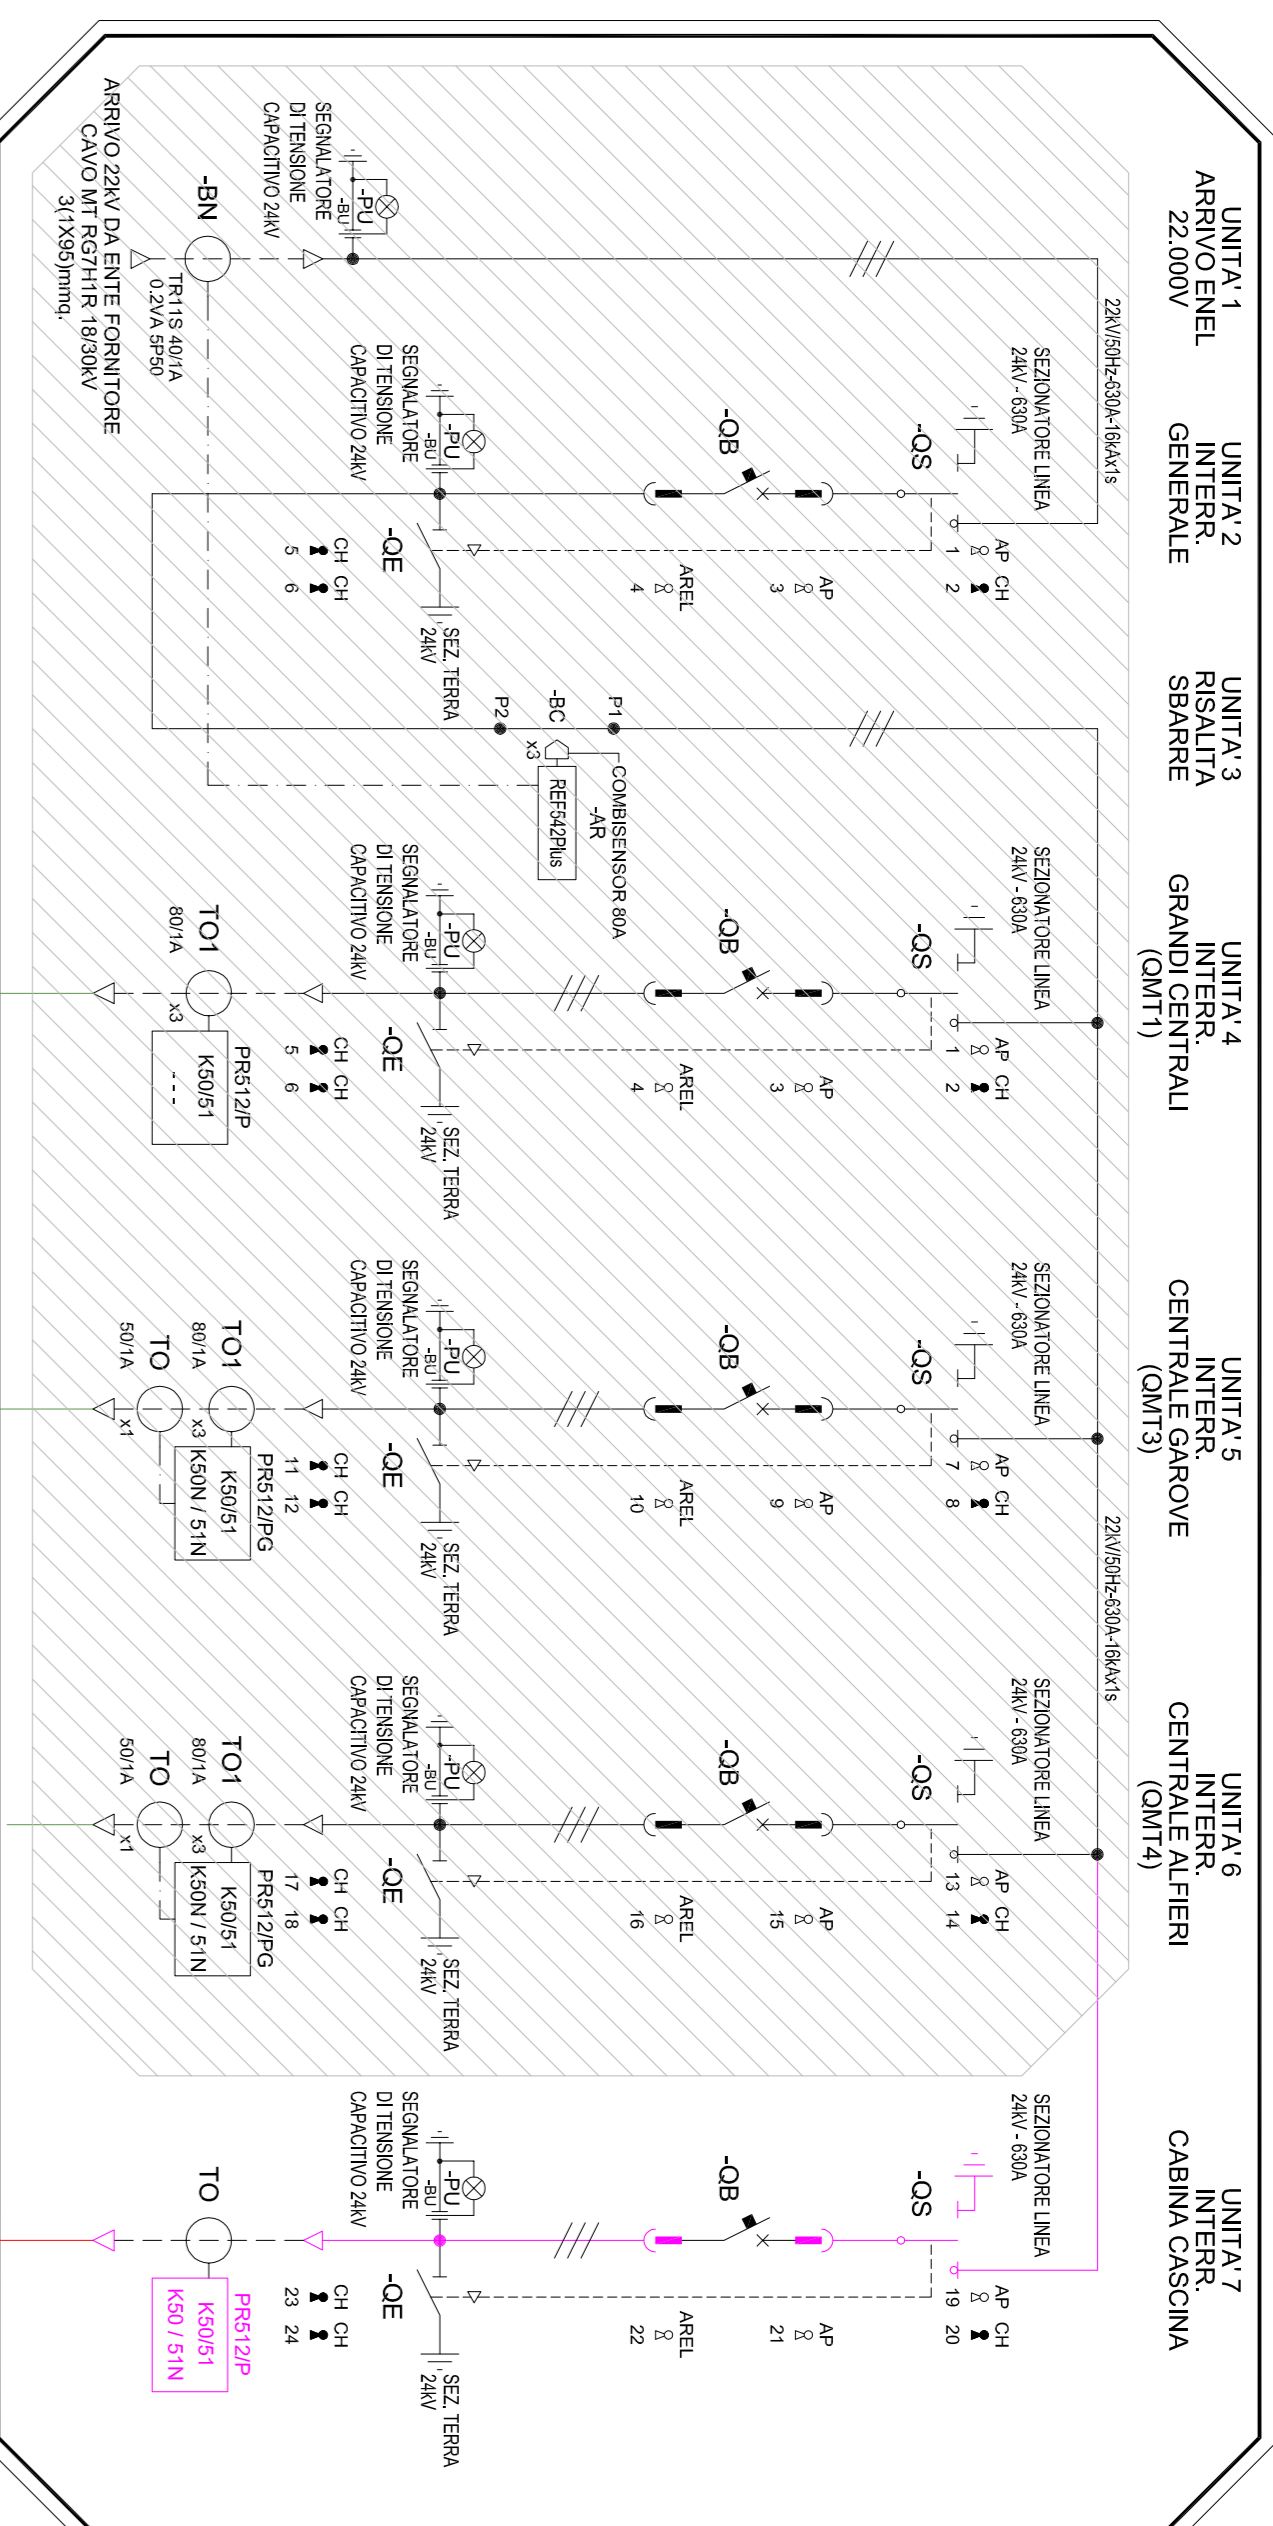 UNITA' 1
ARRIVO ENEL
22.000V
22kV/50Hz-630A-16kAx1s
SEGNALATORE
DI TENSIONE
CAPACITIVO 24kV
-PU
-BU
-BN
TR11S 40/1A
0.2VA 5P50
ARRIVO 22kV DA ENTE FORNITORE
CAVO MT RG7H1R 18/30kV
3(1X95)mmq.
UNITA' 2
INTERR.
GENERALE
SEZIONATORE LINEA
24kV - 630A
-QS
AP CH
1 2
-QB
AP
3
AREL
4
SEGNALATORE
DI TENSIONE
CAPACITIVO 24kV
-PU
-BU
-QE
SEZ. TERRA
24kV
CH CH
5 6
UNITA' 3
RISALITA
SBARRE
P1
-BC
P2
x3
COMBISENSOR 80A
-AR
REF542Plus
UNITA' 4
INTERR.
GRANDI CENTRALI
(QMT1)
SEZIONATORE LINEA
24kV - 630A
-QS
AP CH
1 2
-QB
AP
3
AREL
4
SEGNALATORE
DI TENSIONE
CAPACITIVO 24kV
-PU
-BU
-QE
SEZ. TERRA
24kV
CH CH
5 6
TO1
80/1A
x3
PR512/P
K50/51
---
UNITA' 5
INTERR.
CENTRALE GAROVE
(QMT3)
22kV/50Hz-630A-16kAx1s
SEZIONATORE LINEA
24kV - 630A
-QS
AP CH
7 8
-QB
AP
9
AREL
10
SEGNALATORE
DI TENSIONE
CAPACITIVO 24kV
-PU
-BU
-QE
SEZ. TERRA
24kV
CH CH
11 12
TO1
80/1A
x3
TO
50/1A
x1
PR512/PG
K50/51
K50N / 51N
UNITA' 6
INTERR.
CENTRALE ALFIERI
(QMT4)
SEZIONATORE LINEA
24kV - 630A
-QS
AP CH
13 14
-QB
AP
15
AREL
16
SEGNALATORE
DI TENSIONE
CAPACITIVO 24kV
-PU
-BU
-QE
SEZ. TERRA
24kV
CH CH
17 18
TO1
80/1A
x3
TO
50/1A
x1
PR512/PG
K50/51
K50N / 51N
UNITA' 7
INTERR.
CABINA CASCINA
SEZIONATORE LINEA
24kV - 630A
-QS
AP CH
19 20
-QB
AP
21
AREL
22
SEGNALATORE
DI TENSIONE
CAPACITIVO 24kV
-PU
-BU
-QE
SEZ. TERRA
24kV
CH CH
23 24
TO
PR512/P
K50/51
K50 / 51N